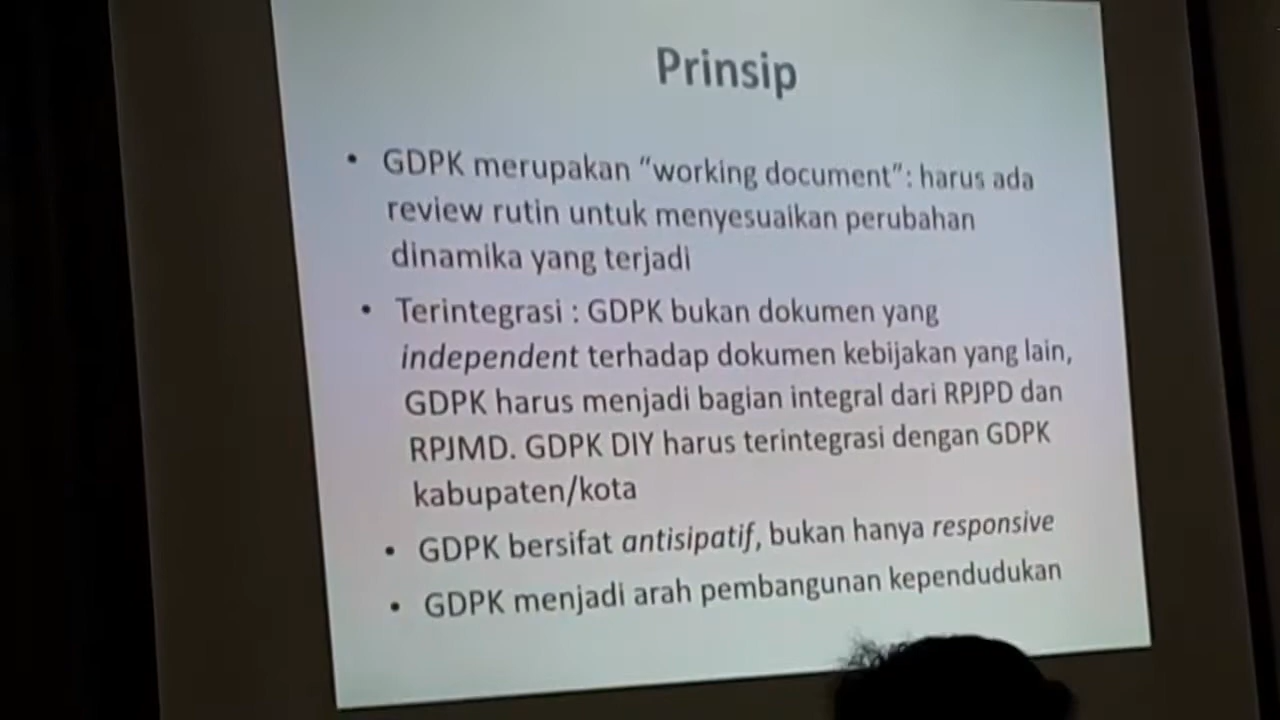 Prinsip
• GDPK merupakan “working document”: harus ada
review rutin untuk menyesuaikan perubahan
dinamika yang terjadi
• Terintegrasi : GDPK bukan dokumen yang
independent terhadap dokumen kebijakan yang lain,
GDPK harus menjadi bagian integral dari RPJPD dan
RPJMD. GDPK DIY harus terintegrasi dengan GDPK
kabupaten/kota
• GDPK bersifat antisipatif, bukan hanya responsive
• GDPK menjadi arah pembangunan kependudukan